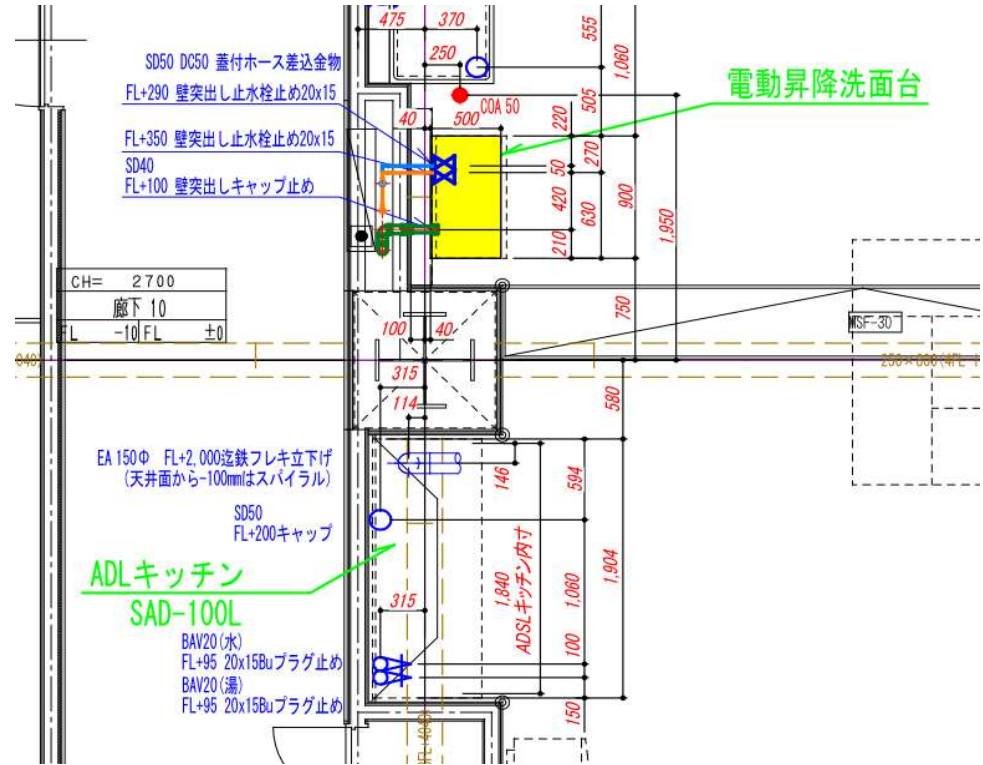 475
370
555
1,060
250
SD50 DC50 蓋付ホース差込金物
FL+290 壁突出し止水栓止め20x15
電動昇降洗面台
COA 50
505
40
500
220
FL+350 壁突出し止水栓止め20x15
270
50
SD40
FL+100 壁突出しキャップ止め
420
630
900
210
1,950
CH= 2700
廊下 10
FL -10 FL ±0
750
WSF-30
100
40
315
114
580
EA 150Φ FL+2,000迄鉄フレキ立下げ
(天井面から-100mmはスパイラル)
146
594
SD50
FL+200キャップ
ADLキッチン
SAD-100L
1,840
ADSLキッチン内寸
1,060
1,904
315
100
BAV20(水)
FL+95 20x15Buプラグ止め
BAV20(湯)
FL+95 20x15Buプラグ止め
150